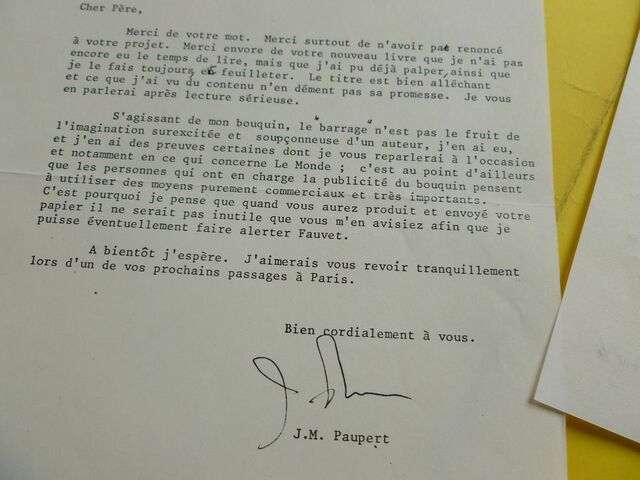 Cher Père,
Merci de votre mot. Merci surtout de n'avoir pas renoncé
à votre projet. Merci envore de votre nouveau livre que je n'ai pas
encore eu le temps de lire, mais que j'ai pu déjà palper, ainsi que
je le fais toujours, et feuilleter. Le titre est bien alléchant
et ce que j'ai vu du contenu n'en dément pas sa promesse. Je vous
en parlerai après lecture sérieuse.
S'agissant de mon bouquin, le "barrage" n'est pas le fruit de
l'imagination surexcitée et soupçonneuse d'un auteur, j'en ai eu,
et j'en ai des preuves certaines dont je vous reparlerai à l'occasion
et notamment en ce qui concerne Le Monde ; c'est au point d'ailleurs
que les personnes qui ont en charge la publicité du bouquin pensent
à utiliser des moyens purement commerciaux et très importants.
C'est pourquoi je pense que quand vous aurez produit et envoyé votre
papier il ne serait pas inutile que vous m'en avisiez afin que je
puisse éventuellement faire alerter Fauvet.
A bientôt j'espère. J'aimerais vous revoir tranquillement
lors d'un de vos prochains passages à Paris.
Bien cordialement à vous.
J.M. Paupert